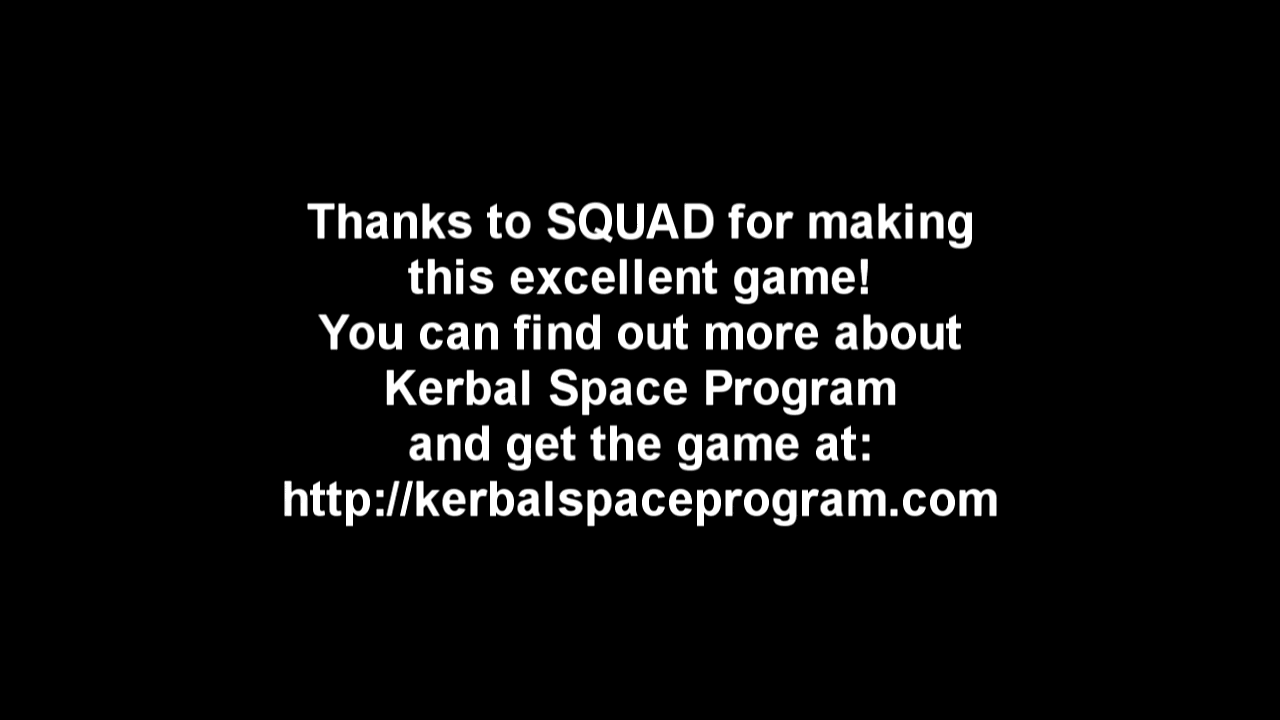 Thanks to SQUAD for making
this excellent game!
You can find out more about
Kerbal Space Program
and get the game at:
http://kerbalspaceprogram.com